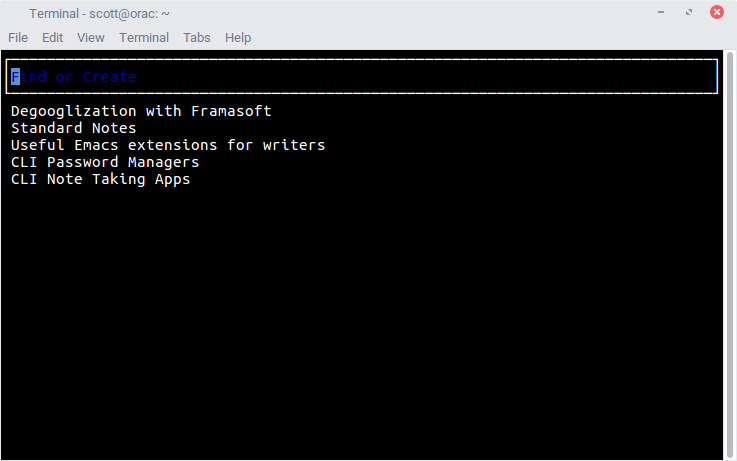 Terminal - scott@orac: ~
File Edit View Terminal Tabs Help
Find or Create
Degooglization with Framasoft
Standard Notes
Useful Emacs extensions for writers
CLI Password Managers
CLI Note Taking Apps